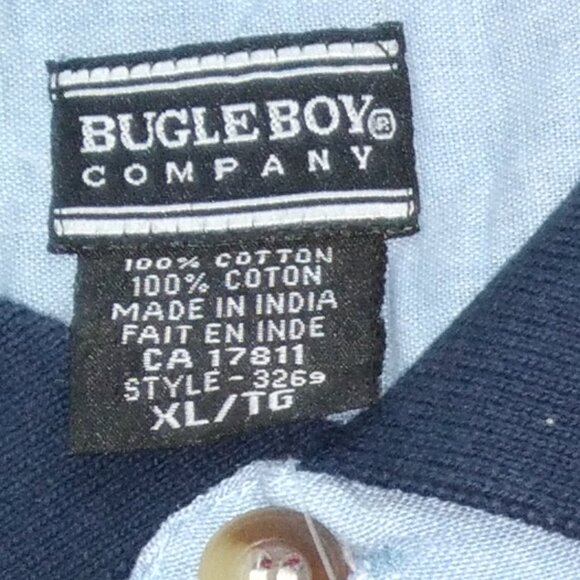 BUGLE BOY®
COMPANY
100% COTTON
100% COTON
MADE IN INDIA
FAIT EN INDE
CA 17811
STYLE - 3269
XL/TG